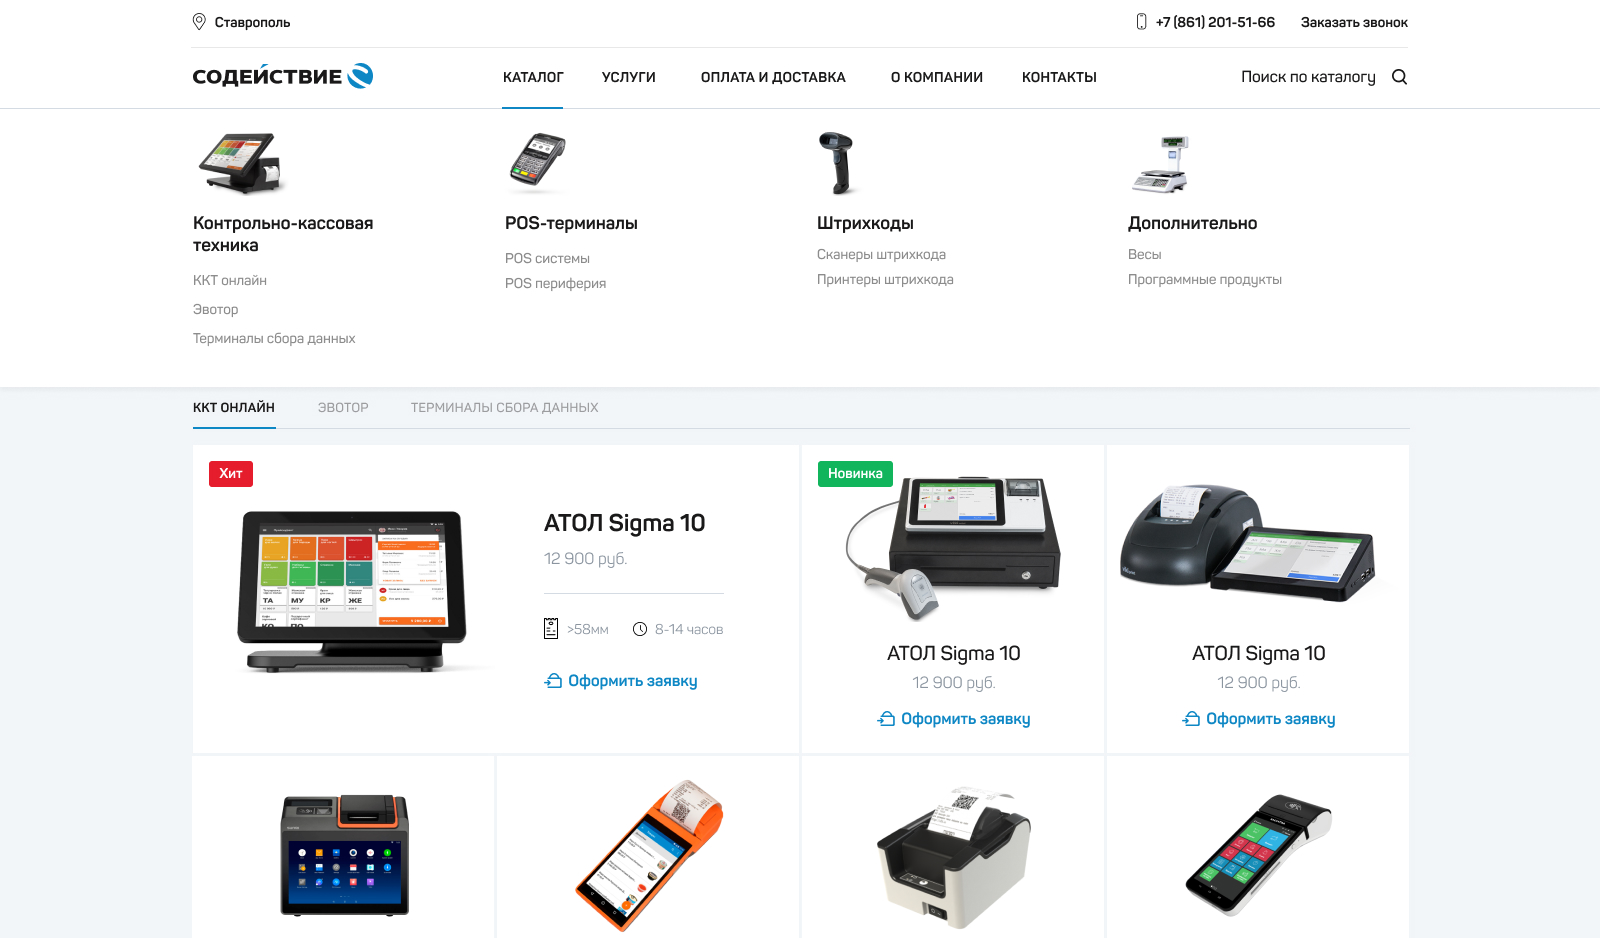 Ставрополь
+7 (861) 201-51-66
Заказать звонок
СОДЕЙСТВИЕ
КАТАЛОГ
УСЛУГИ
ОПЛАТА И ДОСТАВКА
О КОМПАНИИ
КОНТАКТЫ
Поиск по каталогу
Контрольно-кассовая
техника
ККТ онлайн
Эвотор
Терминалы сбора данных
POS-терминалы
POS системы
POS периферия
Штрихкоды
Сканеры штрихкода
Принтеры штрихкода
Дополнительно
Весы
Программные продукты
ККТ ОНЛАЙН
ЭВОТОР
ТЕРМИНАЛЫ СБОРА ДАННЫХ
Хит
ТА
МУ
КР
ЖЕ
АТОЛ Sigma 10
12 900 руб.
>58мм
8-14 часов
Оформить заявку
Новинка
АТОЛ Sigma 10
12 900 руб.
Оформить заявку
АТОЛ Sigma 10
12 900 руб.
Оформить заявку